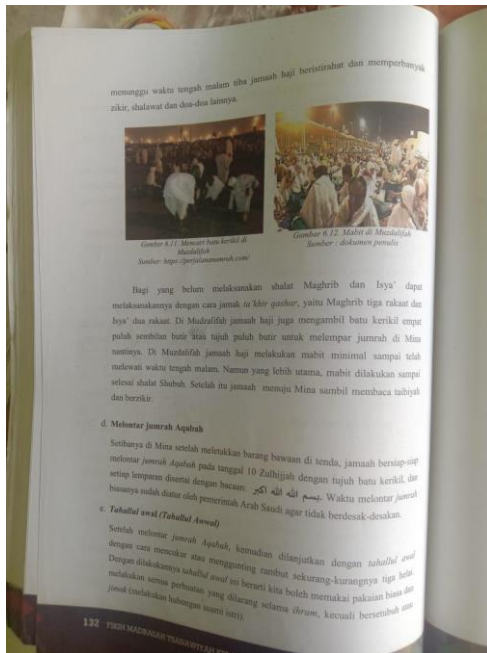 menunggu waktu tengah malam tiba jamaah haji beristirahat dan memperbanyak
zikir, shalawat dan doa-doa lainnya.
Gambar 6.11. Mencari batu kerikil di
Muzdalifah
Sumber: https://perjalananumrah.com/
Gambar 6.12. Mabit di Muzdalifah
Sumber : dokumen penulis
Bagi yang belum melaksanakan shalat Maghrib dan Isya' dapat
melaksanakannya dengan cara jamak ta'khir qashar, yaitu Maghrib tiga rakaat dan
Isya' dua rakaat. Di Mudzalifah jamaah haji juga mengambil batu kerikil empat
puluh sembilan butir atau tujuh puluh butir untuk melempar jumrah di Mina
nantinya. Di Muzdalifah jamaah haji melakukan mabit minimal sampai telah
melewati waktu tengah malam. Namun yang lebih utama, mabit dilakukan sampai
selesai shalat Shubuh. Setelah itu jamaah menuju Mina sambil membaca talbiyah
dan berzikir.
d. Melontar jumrah Aqabah
Setibanya di Mina setelah meletakkan barang bawaan di tenda, jamaah bersiap-siap
melontar jumrah Aqabah pada tanggal 10 Zalhijjah dengan tujuh batu kerikil, dan
setiap lemparan disertai dengan bacaan: بسم الله الله اكبر. Waktu melontar jumrah
biasanya sudah diatur oleh pemerintah Arab Saudi agar tidak berdesak-desakan.
e. Tahallul awal (Tahallul Awwal)
Setelah melontar jumrah Aqabah, kemudian dilanjutkan dengan tahallul awal
dengan cara mencukur atau menggunting rambut sekurang-kurangnya tiga helai.
Dengan dilakukannya tahallul awal ini berarti kita boleh memakai pakaian biasa dan
melakukan semua perbuatan yang dilarang selama ihram, kecuali bersetubuh atau
jimak (melakukan hubungan suami istri).
132 FIKIH MADRASAH TSANAWIYAH